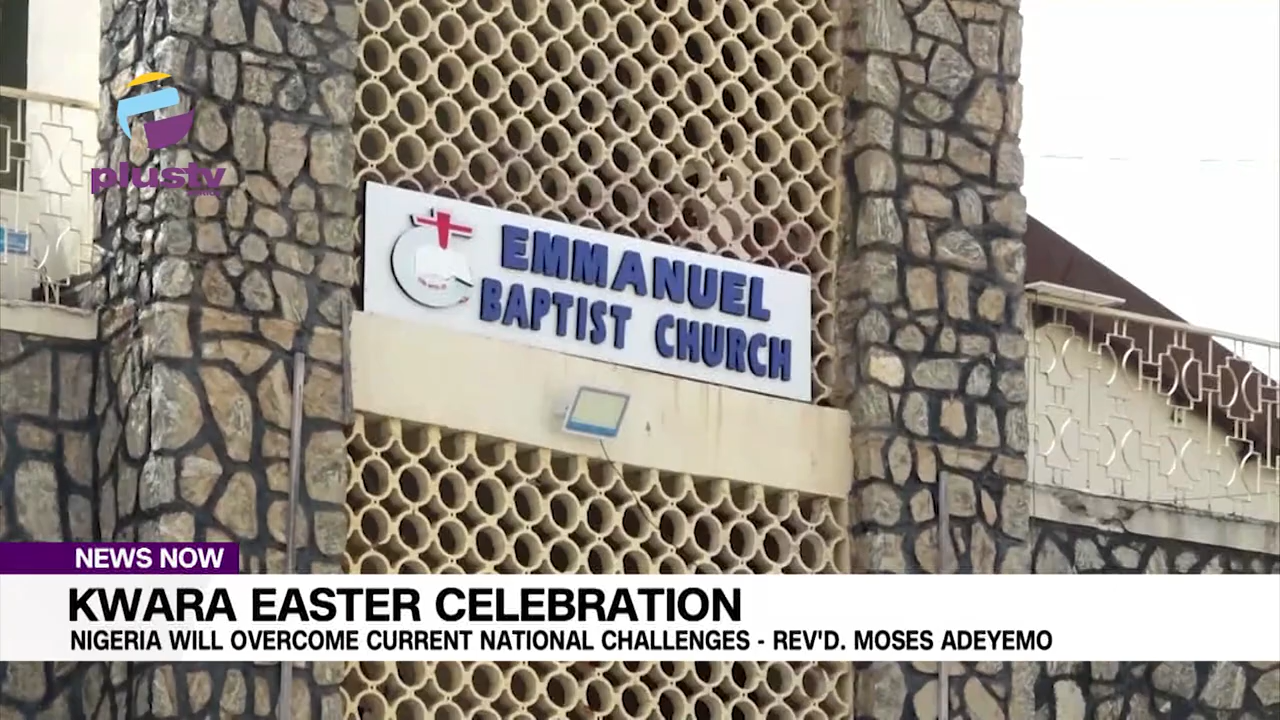 plustv
EMMANUEL
BAPTIST CHURCH
NEWS NOW
KWARA EASTER CELEBRATION
NIGERIA WILL OVERCOME CURRENT NATIONAL CHALLENGES - REV'D. MOSES ADEYEMO